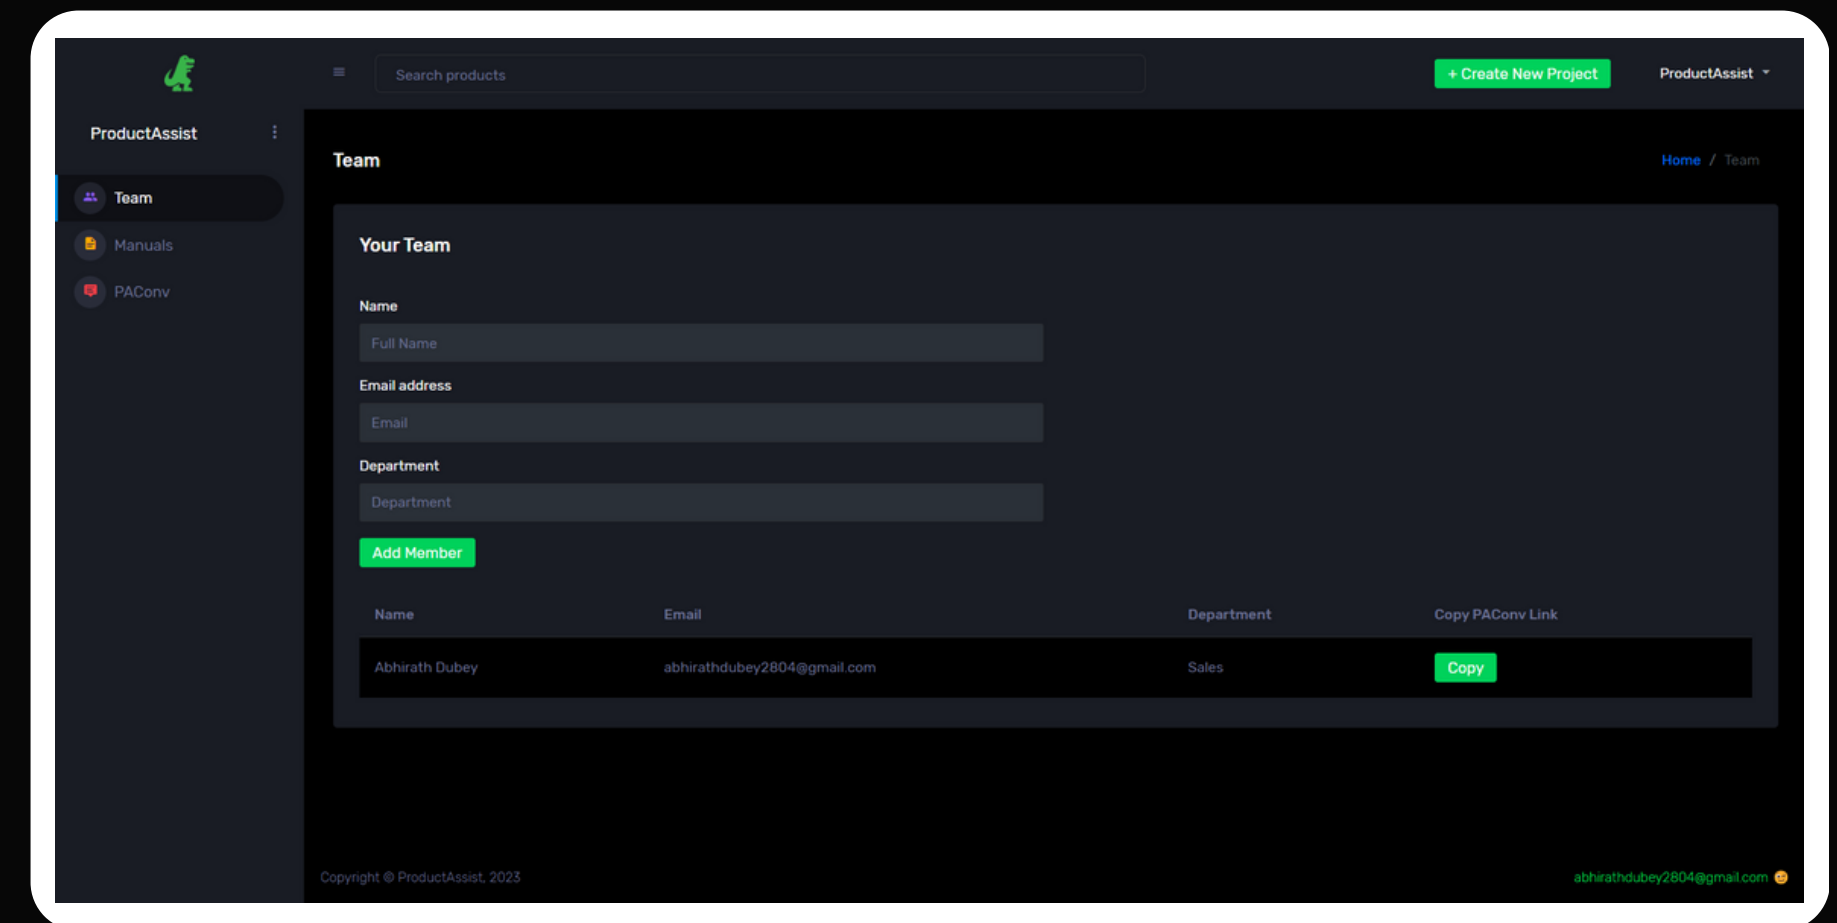 Search products
+ Create New Project
ProductAssist
ProductAssist
Team
Manuals
PAConv
Team
Home / Team
Your Team
Name
Full Name
Email address
Email
Department
Department
Add Member
Name Email Department Copy PAConv Link
Abhirath Dubey abhirathdubey2804@gmail.com Sales Copy
Copyright © ProductAssist, 2023
abhirathdubey2804@gmail.com